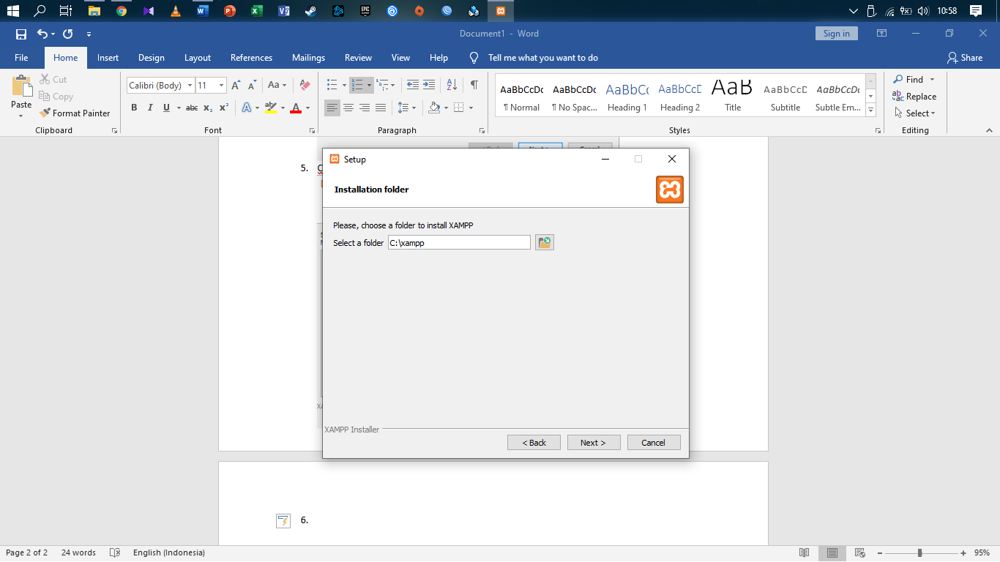 10:58
Document1 - Word
Sign in
File Home Insert Design Layout References Mailings Review View Help Tell me what you want to do Share
Paste
Cut
Copy
Format Painter
Clipboard
Calibri (Body) 11
Font
Paragraph
AaBbCcDc AaBbCcDc AaBbCc AaBbCcD AaB AaBbCcD AaBbCcDc
¶ Normal ¶ No Spac... Heading 1 Heading 2 Title Subtitle Subtle Em...
Styles
Find
Replace
Select
Editing
5.
Setup
Installation folder
Please, choose a folder to install XAMPP
Select a folder C:\xampp
XAMPP Installer
< Back Next > Cancel
6.
Page 2 of 2 24 words English (Indonesia) 95%